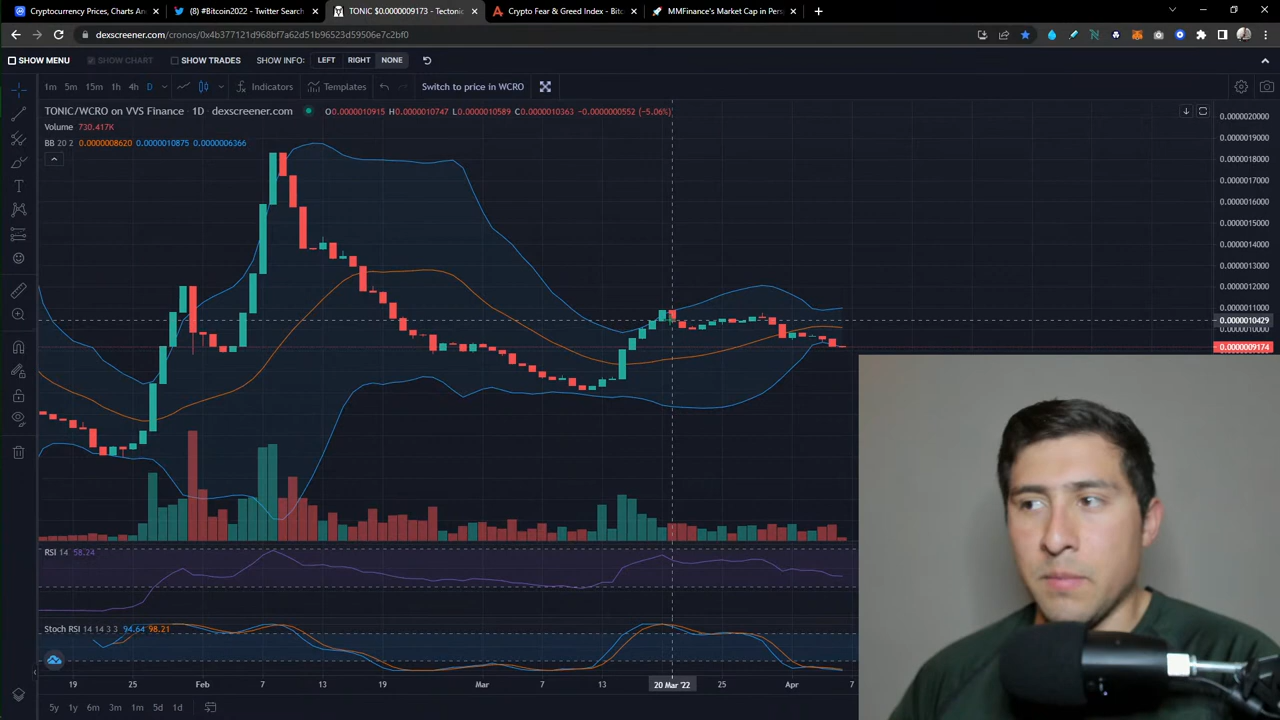 Cryptocurrency Prices, Charts An
(8) #Bitcoin2022 - Twitter Search
TONIC $0.0000009173 - Tectonic
Crypto Fear & Greed Index - Bitc
MMFinance's Market Cap in Persp
dexscreener.com/cronos/0x4b377121d968bf7a62d51b96523d59506e7c2bf0
SHOW MENU
SHOW CHART
SHOW TRADES
SHOW INFO:
LEFT
RIGHT
NONE
1m 5m 15m 1h 4h D
Indicators
Templates
Switch to price in WCRO
TONIC/WCRO on VVS Finance · 1D · dexscreener.com
O0.0000010915 H0.0000010747 L0.0000010589 C0.0000010363 −0.0000000552 (−5.06%)
Volume 730.417K
BB 20 2 0.0000008620 0.0000010875 0.0000006366
0.0000020000
0.0000019000
0.0000018000
0.0000017000
0.0000016000
0.0000015000
0.0000014000
0.0000013000
0.0000012000
0.0000011000
0.0000010429
0.0000010000
0.0000009174
RSI 14 58.24
Stoch RSI 14 14 3 3 94.64 98.21
19 25 Feb 7 13 19 Mar 7 13 20 Mar '22 25 Apr 7
5y 1y 6m 3m 1m 5d 1d